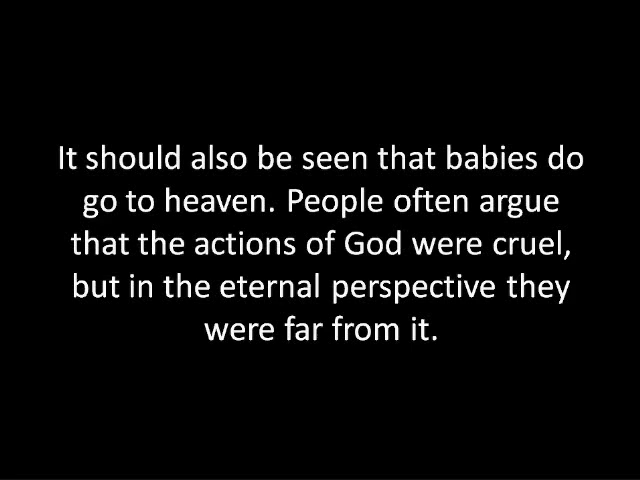 It should also be seen that babies do
go to heaven. People often argue
that the actions of God were cruel,
but in the eternal perspective they
were far from it.